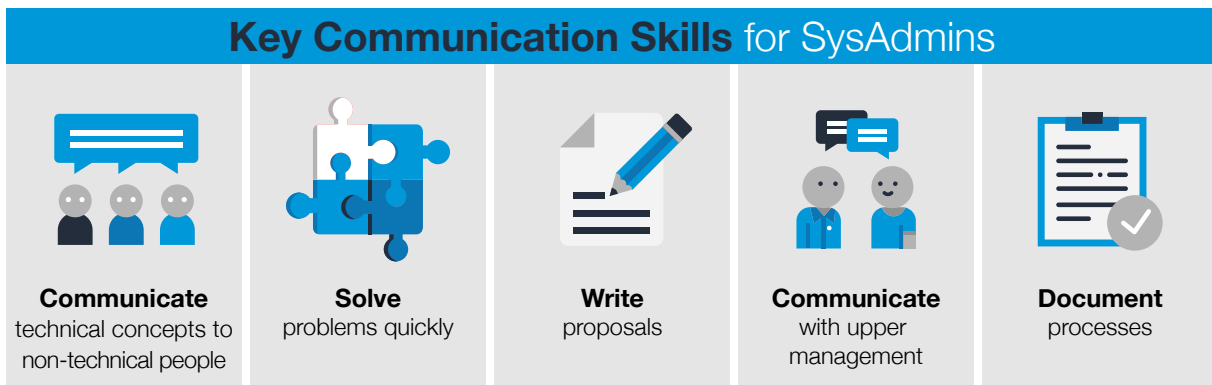 Key Communication Skills for SysAdmins
Communicate
technical concepts to
non-technical people
Solve
problems quickly
Write
proposals
Communicate
with upper
management
Document
processes